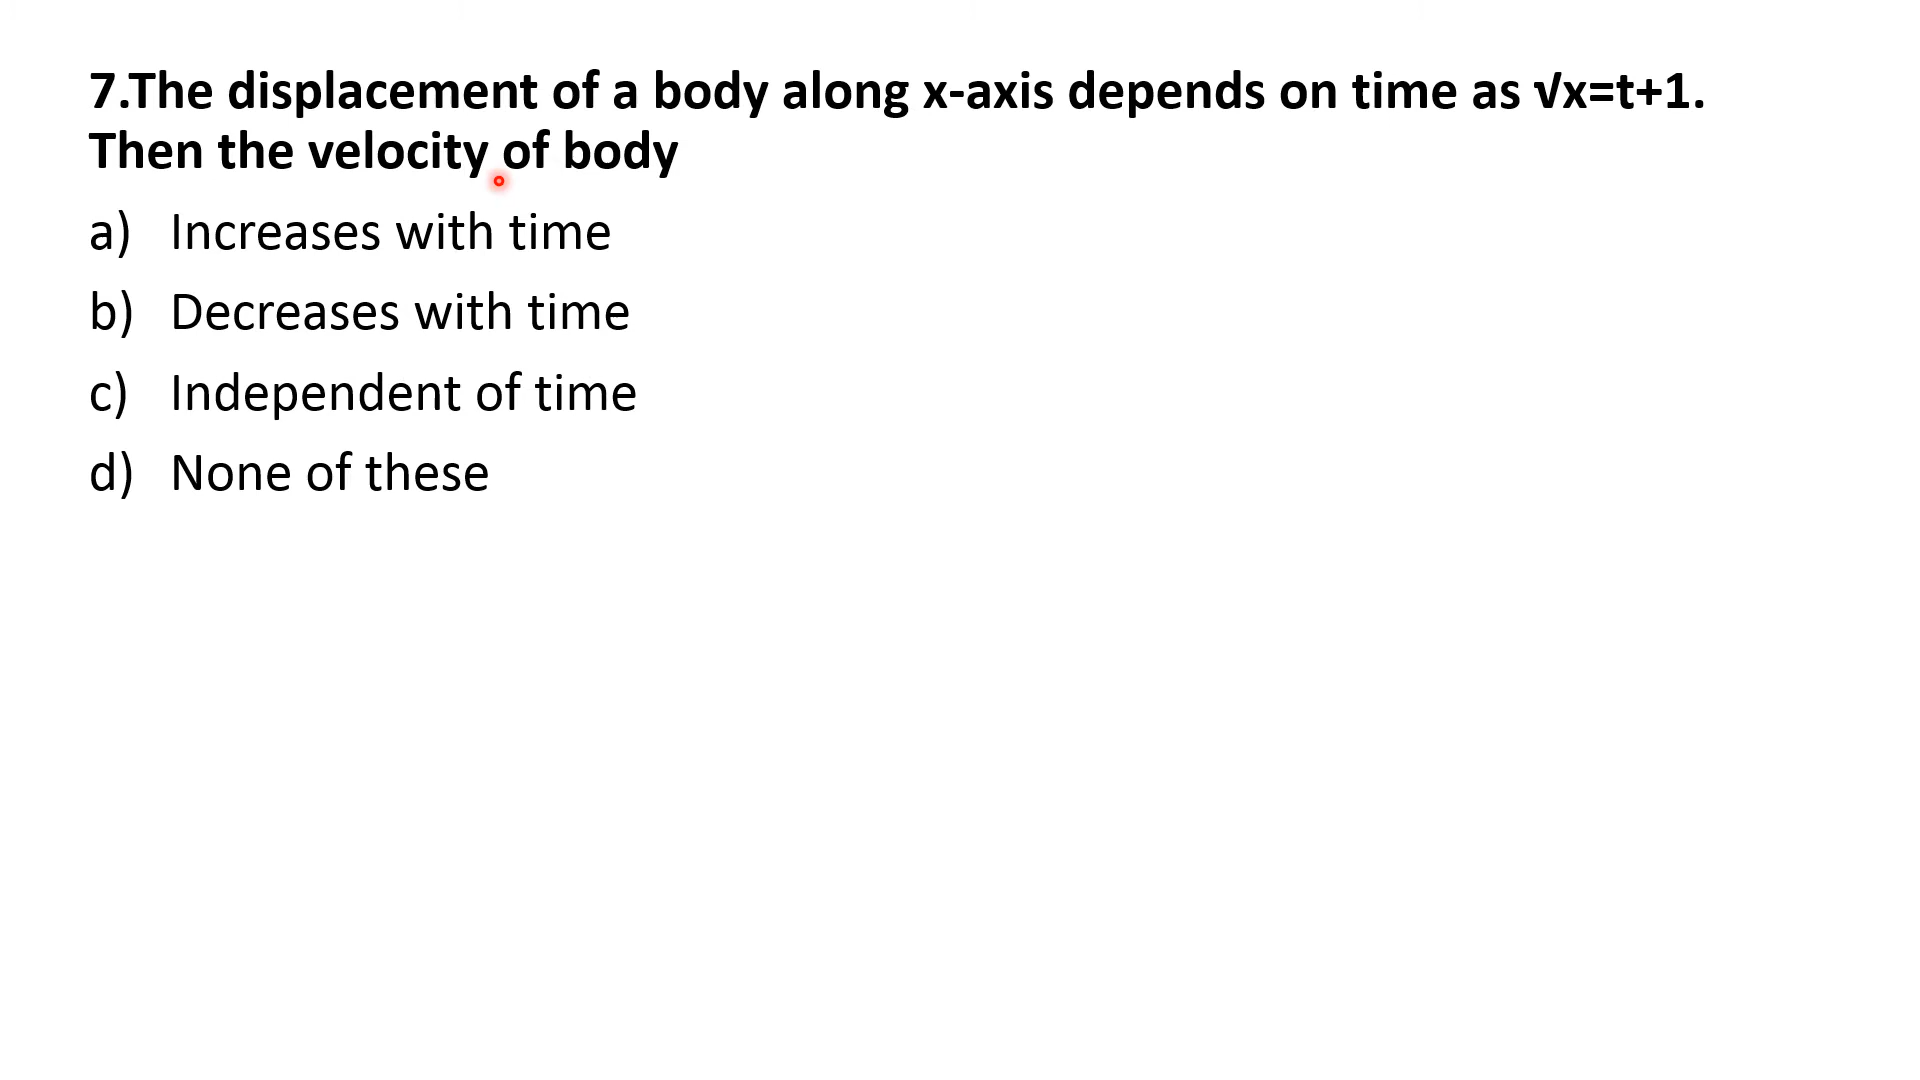 7.The displacement of a body along x-axis depends on time as √x=t+1.
Then the velocity of body
a) Increases with time
b) Decreases with time
c) Independent of time
d) None of these